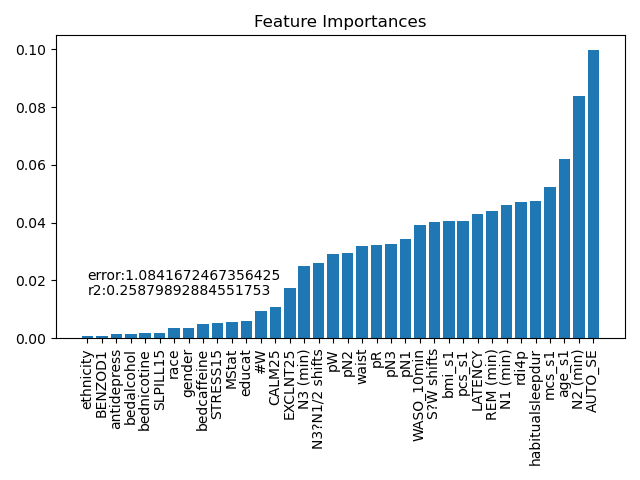 Feature Importances
0.10
0.08
0.06
0.04
0.02
0.00
error:1.0841672467356425
r2:0.25879892884551753
ethnicity
BENZOD1
antidepress
bedalcohol
bednicotine
SLPILL15
race
gender
bedcaffeine
STRESS15
MStat
educat
#W
CALM25
EXCLNT25
N3 (min)
N3?N1/2 shifts
pW
pN2
waist
pR
pN3
pN1
WASO_10min
S?W shifts
bmi_s1
pcs_s1
LATENCY
REM (min)
N1 (min)
rdi4p
habitualsleepdur
mcs_s1
age_s1
N2 (min)
AUTO_SE